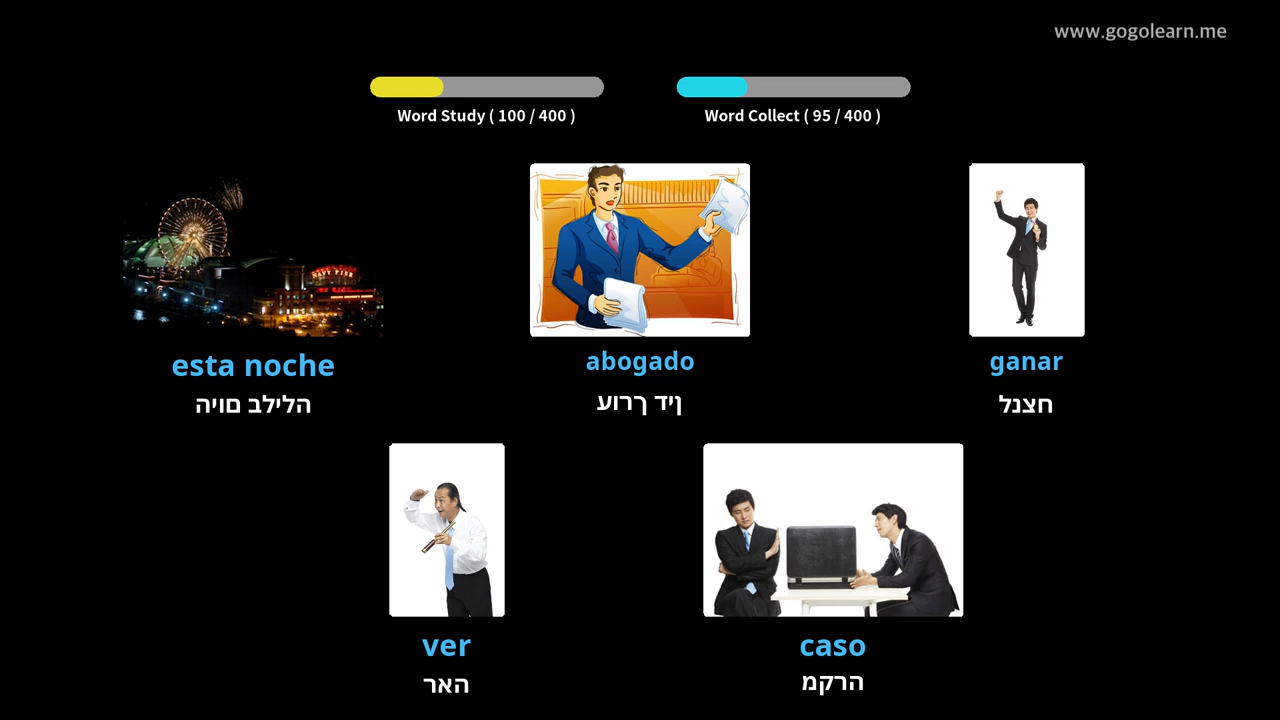 www.gogolearn.me
Word Study ( 100 / 400 )
Word Collect ( 95 / 400 )
esta noche
הלילב םויה
abogado
ןיד ךרוע
ganar
חצנל
ver
האר
caso
הרקמ